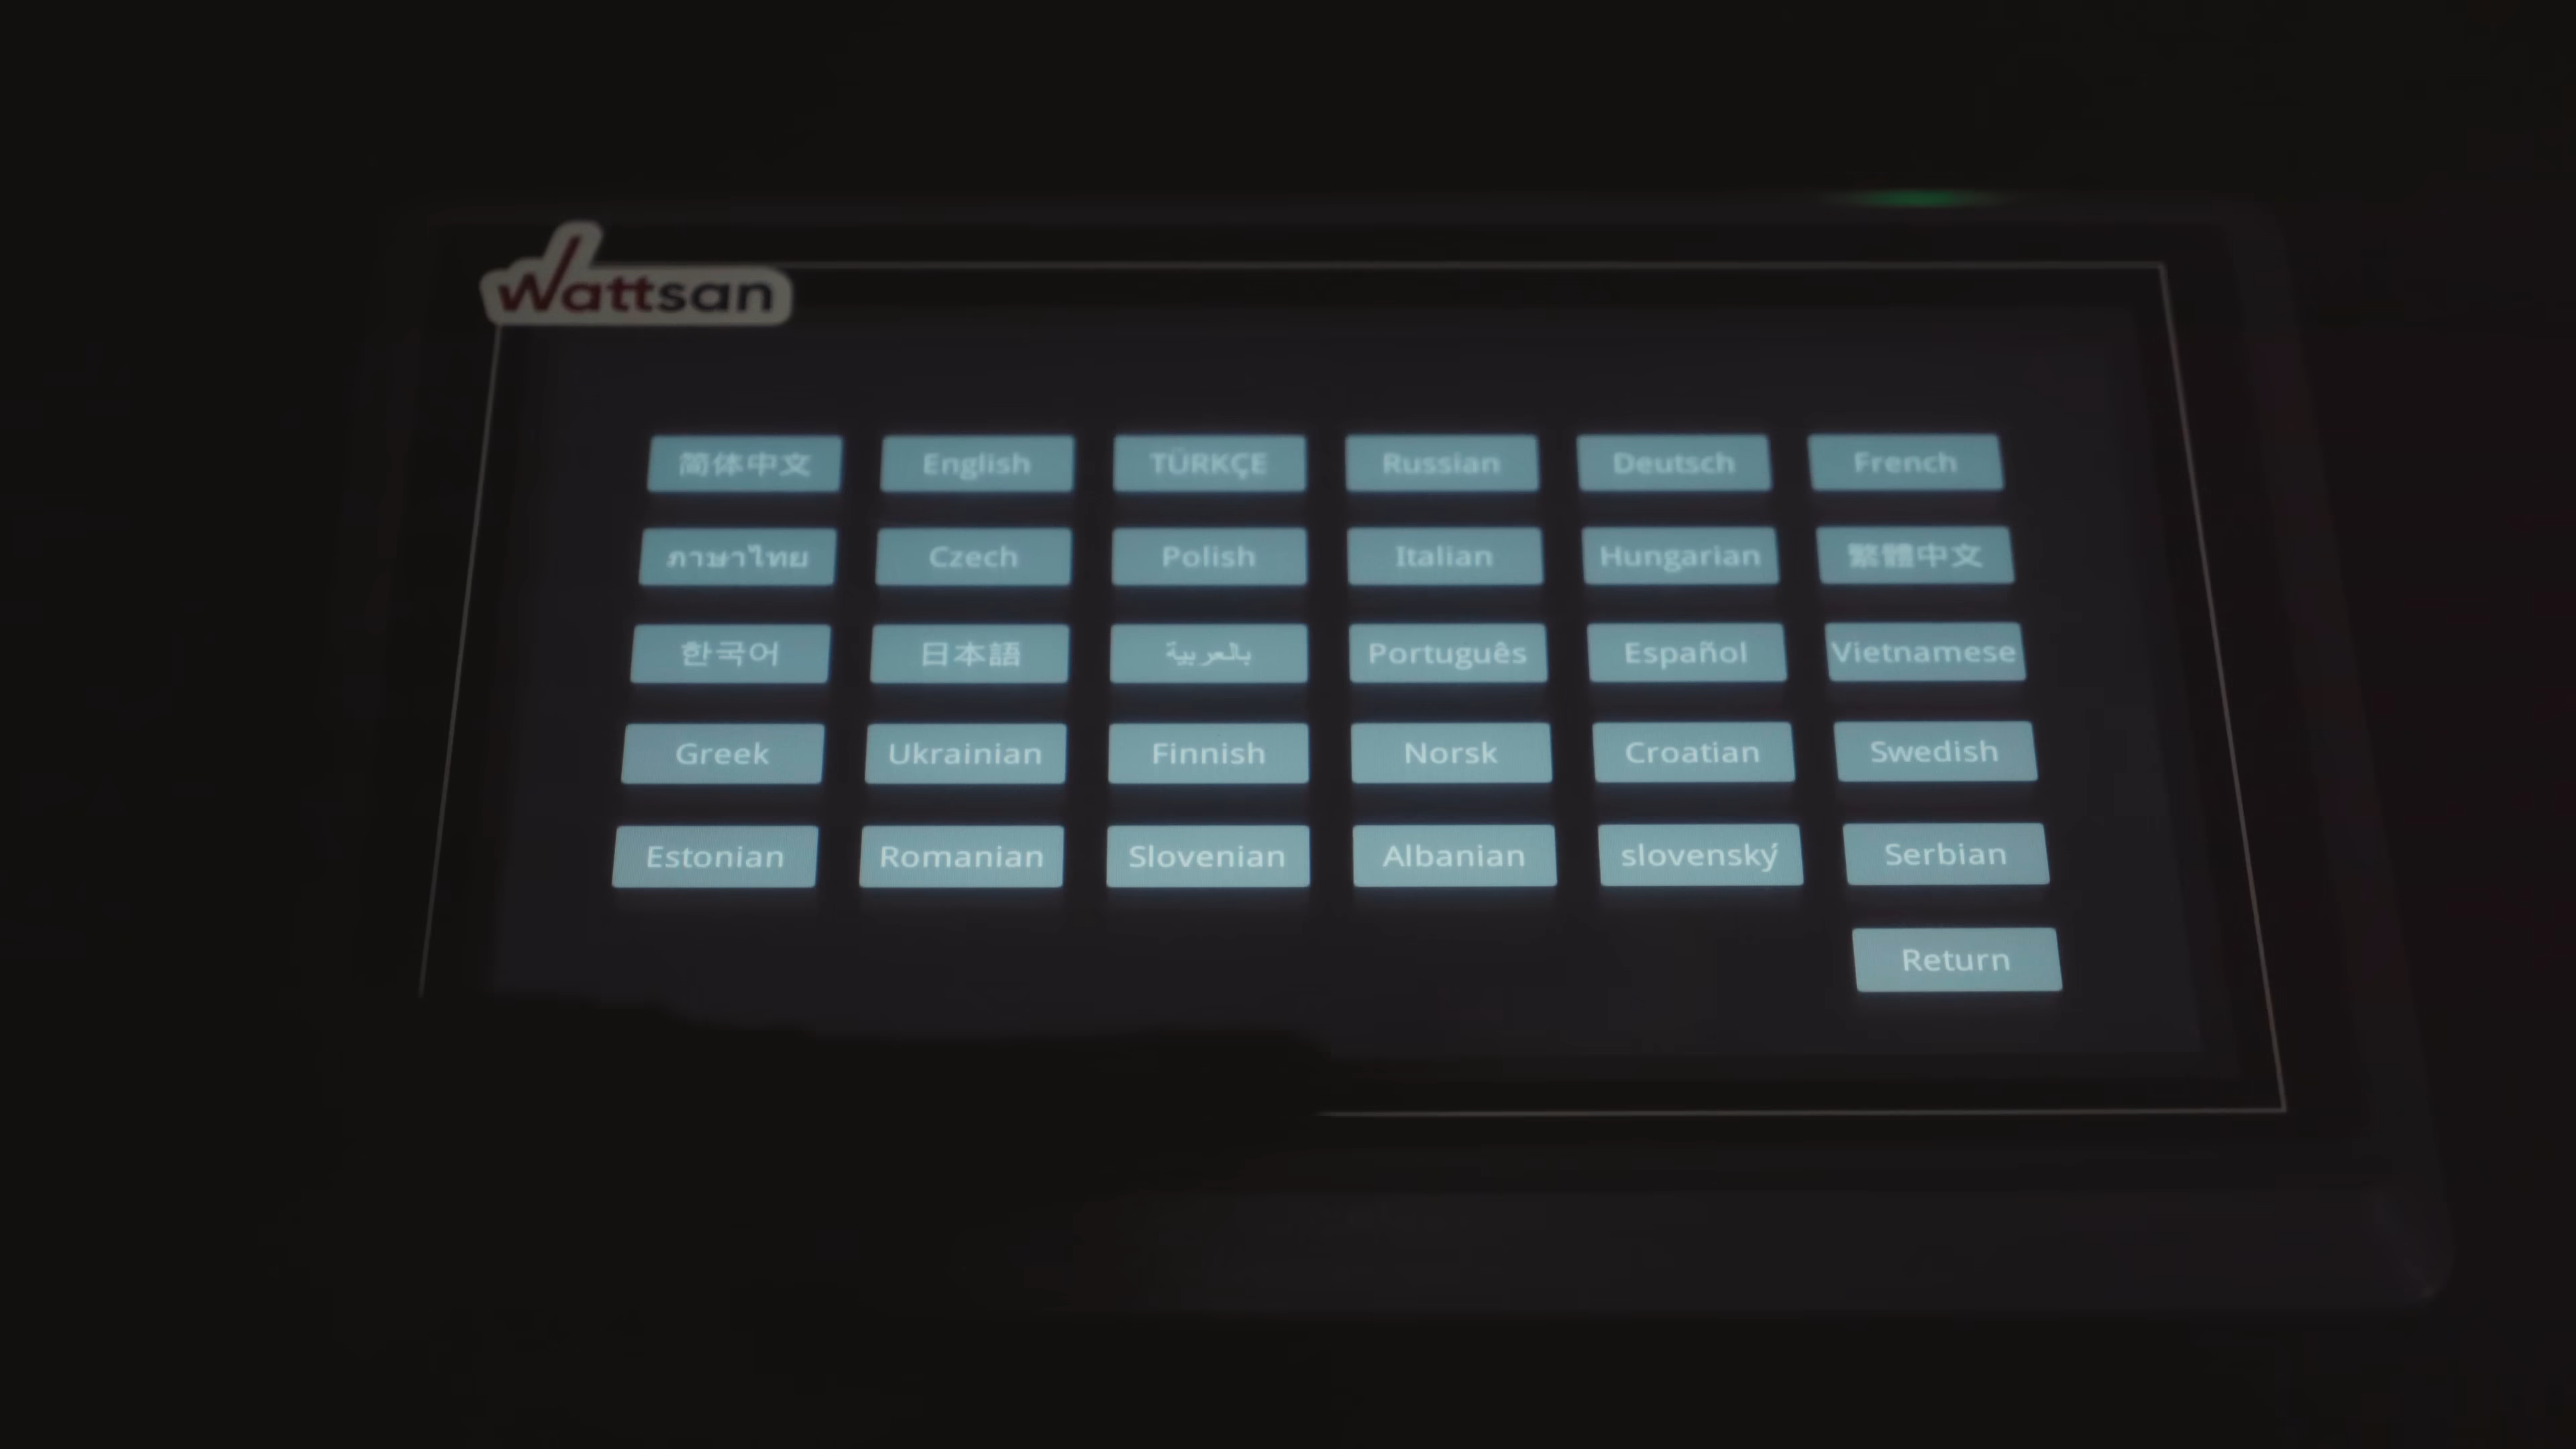 Wattsan
简体中文 English TÜRKÇE Russian Deutsch French
ภาษาไทย Czech Polish Italian Hungarian 繁體中文
한국어 日本語 بالعربية Português Español Vietnamese
Greek Ukrainian Finnish Norsk Croatian Swedish
Estonian Romanian Slovenian Albanian slovenský Serbian
Return